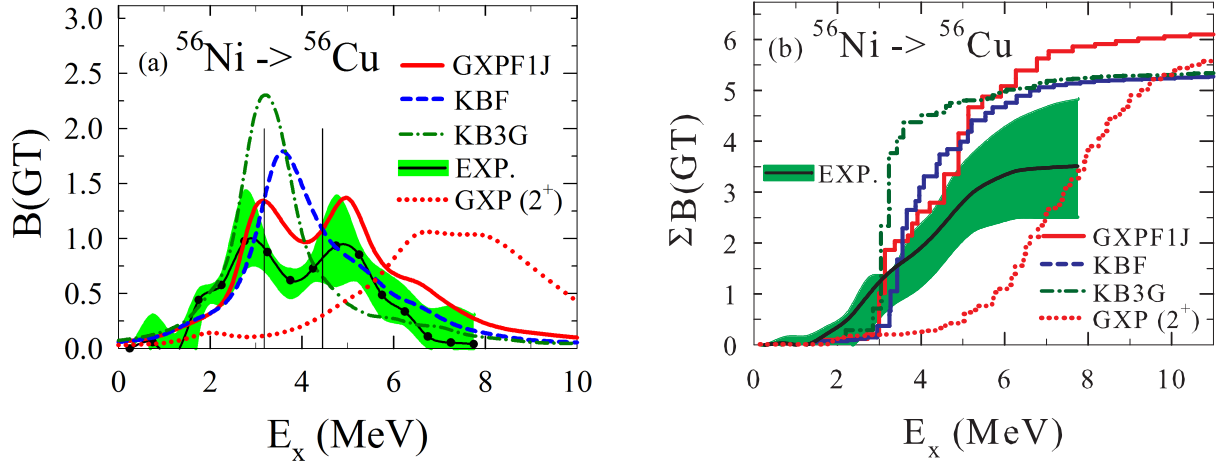 (a) ⁵⁶Ni -> ⁵⁶Cu
GXPF1J
KBF
KB3G
EXP.
GXP (2⁺)
B(GT)
2.5
2.0
1.5
1.0
0.5
0.0
0 2 4 6 8 10
Eₓ (MeV)
(b) ⁵⁶Ni -> ⁵⁶Cu
EXP.
GXPF1J
KBF
KB3G
GXP (2⁺)
ΣB(GT)
6
5
4
3
2
1
0
0 2 4 6 8 10
Eₓ (MeV)